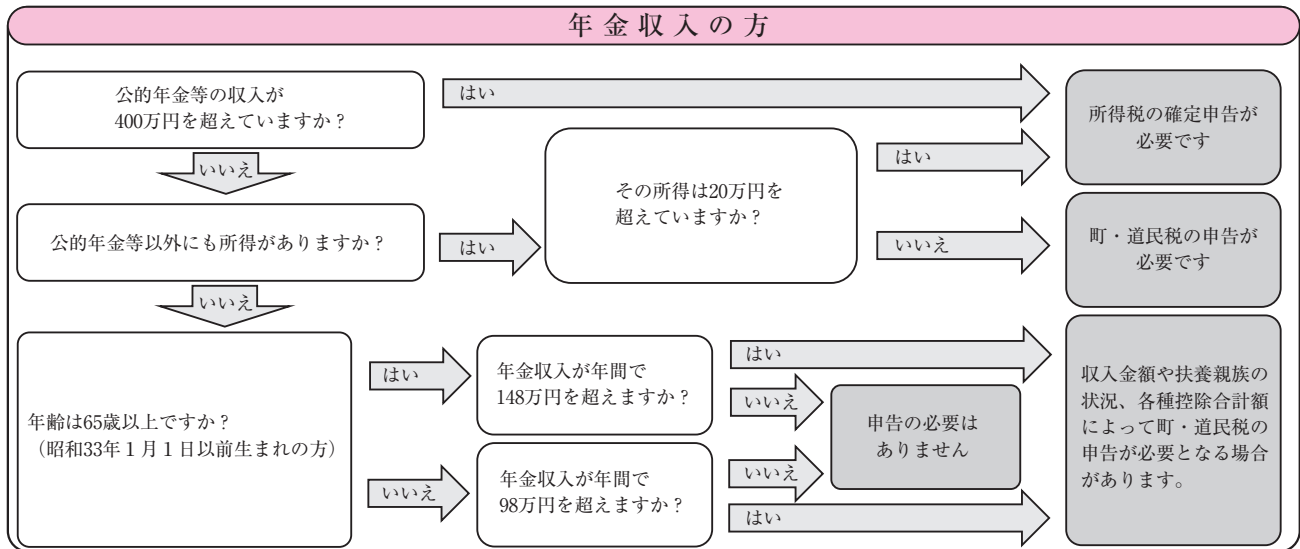 年金収入の方
公的年金等の収入が
400万円を超えていますか？
はい
所得税の確定申告が
必要です
いいえ
その所得は20万円を
超えていますか？
はい
公的年金等以外にも所得がありますか？
はい
いいえ
町・道民税の申告が
必要です
いいえ
年齢は65歳以上ですか？
（昭和33年１月１日以前生まれの方）
はい
年金収入が年間で
148万円を超えますか？
はい
いいえ
申告の必要は
ありません
いいえ
年金収入が年間で
98万円を超えますか？
いいえ
はい
収入金額や扶養親族の
状況、各種控除合計額
によって町・道民税の
申告が必要となる場合
があります。